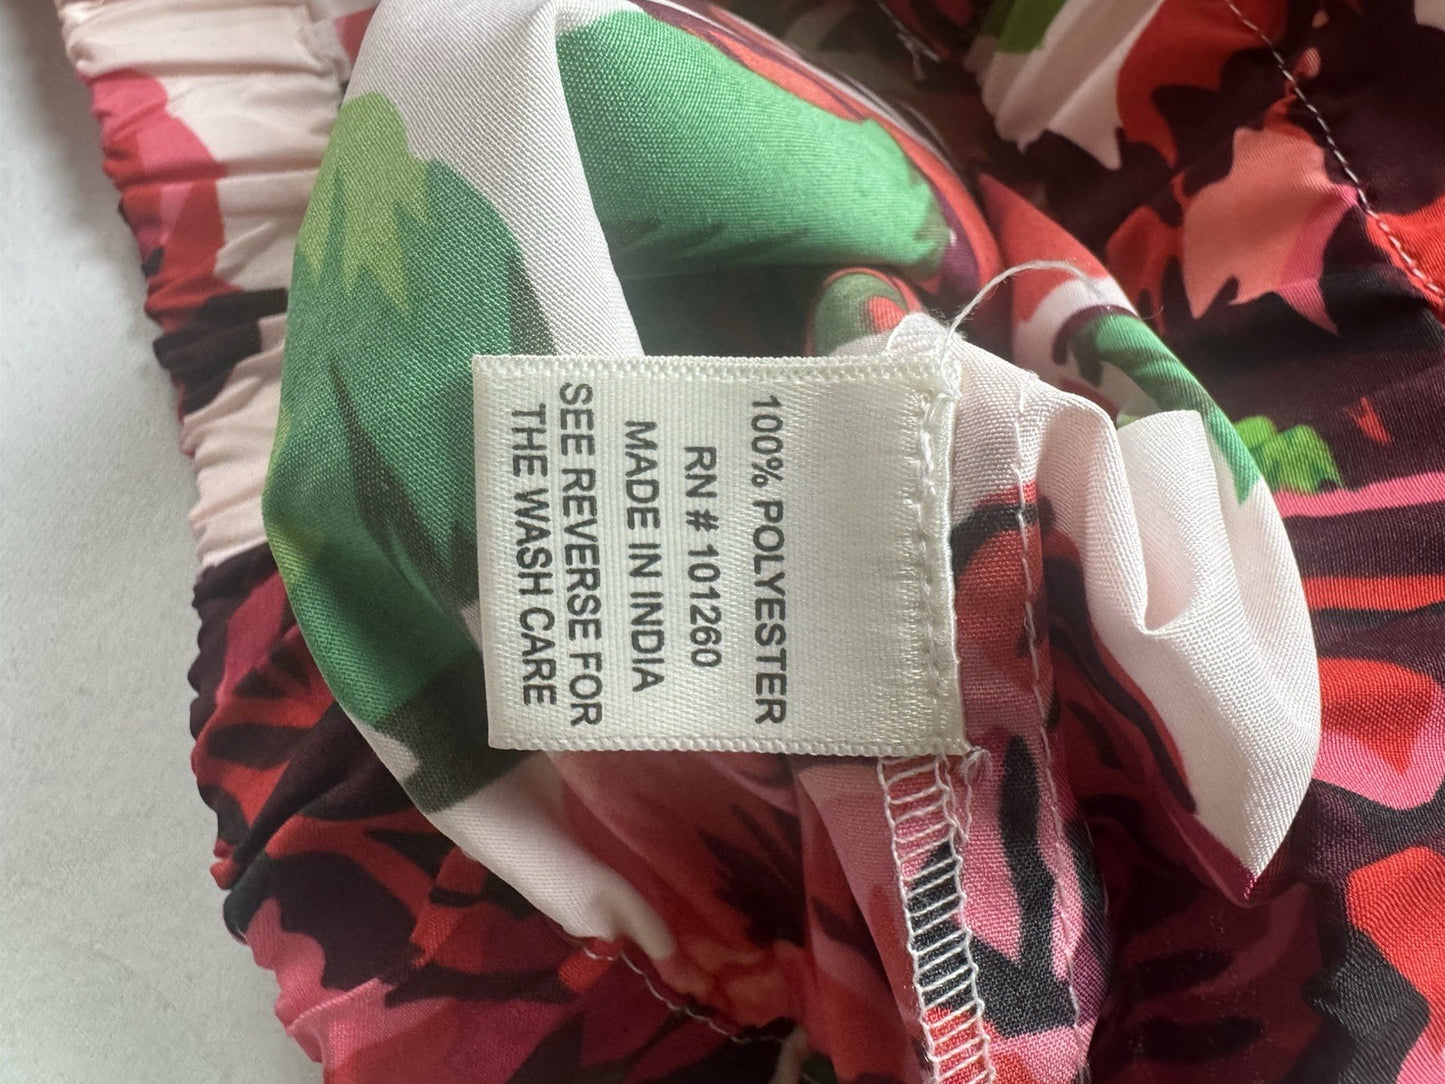 100% POLYESTER
RN # 101260
MADE IN INDIA
SEE REVERSE FOR
THE WASH CARE